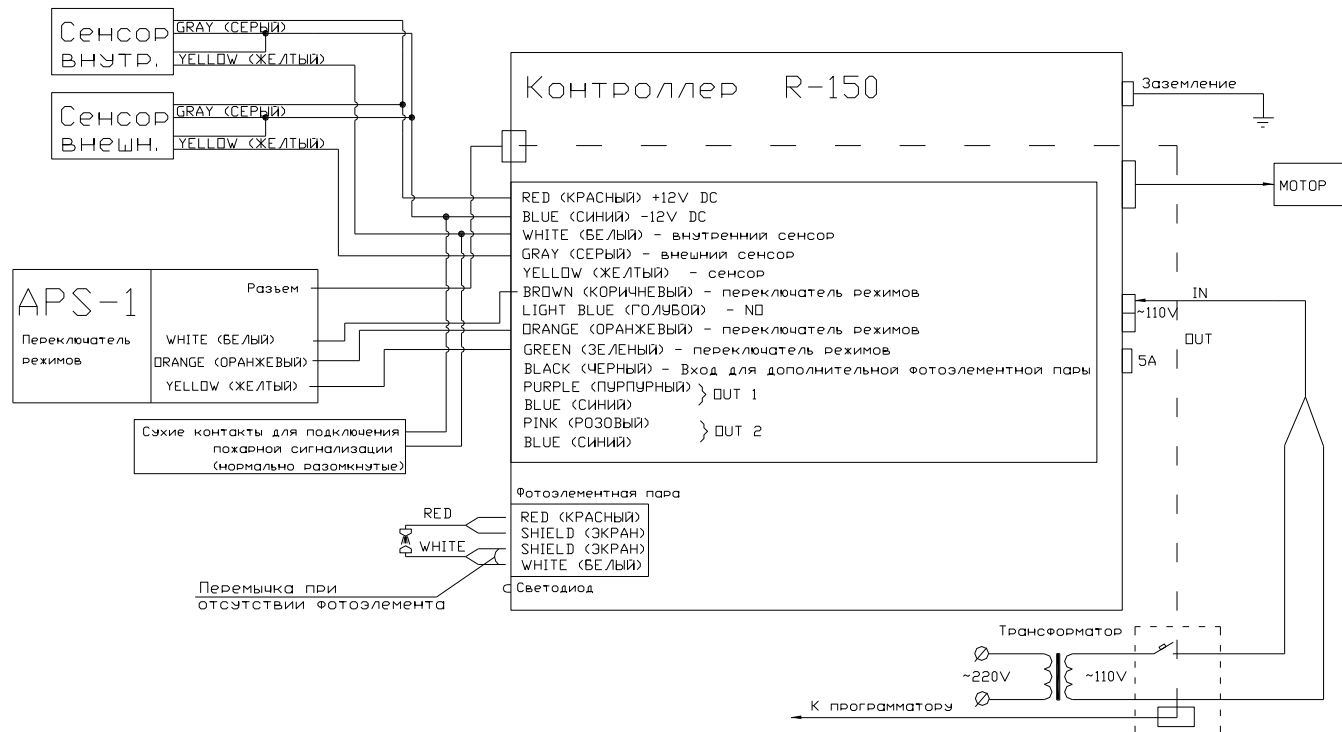 Сенсор
внутр.
GRAY (СЕРЫЙ)
YELLOW (ЖЕЛТЫЙ)
Сенсор
внешн.
GRAY (СЕРЫЙ)
YELLOW (ЖЕЛТЫЙ)
Контроллер R-150
Заземление
МОТОР
RED (КРАСНЫЙ) +12V DC
BLUE (СИНИЙ) -12V DC
WHITE (БЕЛЫЙ) - внутренний сенсор
GRAY (СЕРЫЙ) - внешний сенсор
YELLOW (ЖЕЛТЫЙ) - сенсор
BROWN (КОРИЧНЕВЫЙ) - переключатель режимов
LIGHT BLUE (ГОЛУБОЙ) - NO
ORANGE (ОРАНЖЕВЫЙ) - переключатель режимов
GREEN (ЗЕЛЕНЫЙ) - переключатель режимов
BLACK (ЧЕРНЫЙ) - Вход для дополнительной фотоэлементной пары
PURPLE (ПУРПУРНЫЙ)
BLUE (СИНИЙ)
} OUT 1
PINK (РОЗОВЫЙ)
BLUE (СИНИЙ)
} OUT 2
APS-1
Переключатель
режимов
Разъем
WHITE (БЕЛЫЙ)
ORANGE (ОРАНЖЕВЫЙ)
YELLOW (ЖЕЛТЫЙ)
IN
~110V
OUT
5A
Сухие контакты для подключения
пожарной сигнализации
(нормально разомкнутые)
Фотоэлементная пара
RED (КРАСНЫЙ)
SHIELD (ЭКРАН)
SHIELD (ЭКРАН)
WHITE (БЕЛЫЙ)
RED
WHITE
Перемычка при
отсутствии фотоэлемента
Светодиод
Трансформатор
~220V
~110V
К программатору